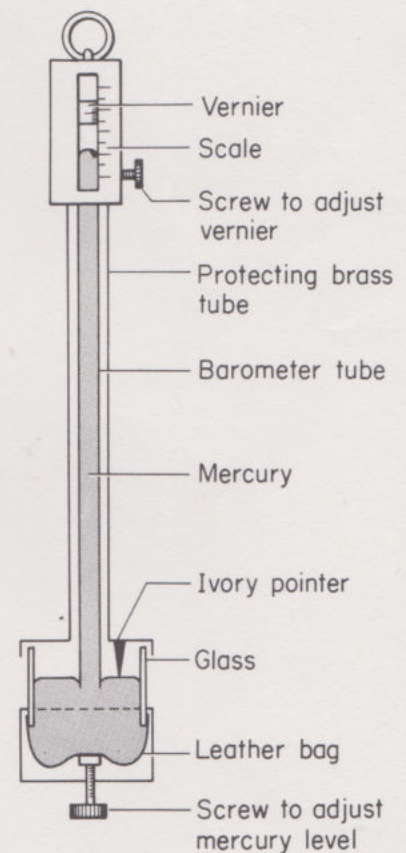 Vernier
Scale
Screw to adjust
vernier
Protecting brass
tube
Barometer tube
Mercury
Ivory pointer
Glass
Leather bag
Screw to adjust
mercury level